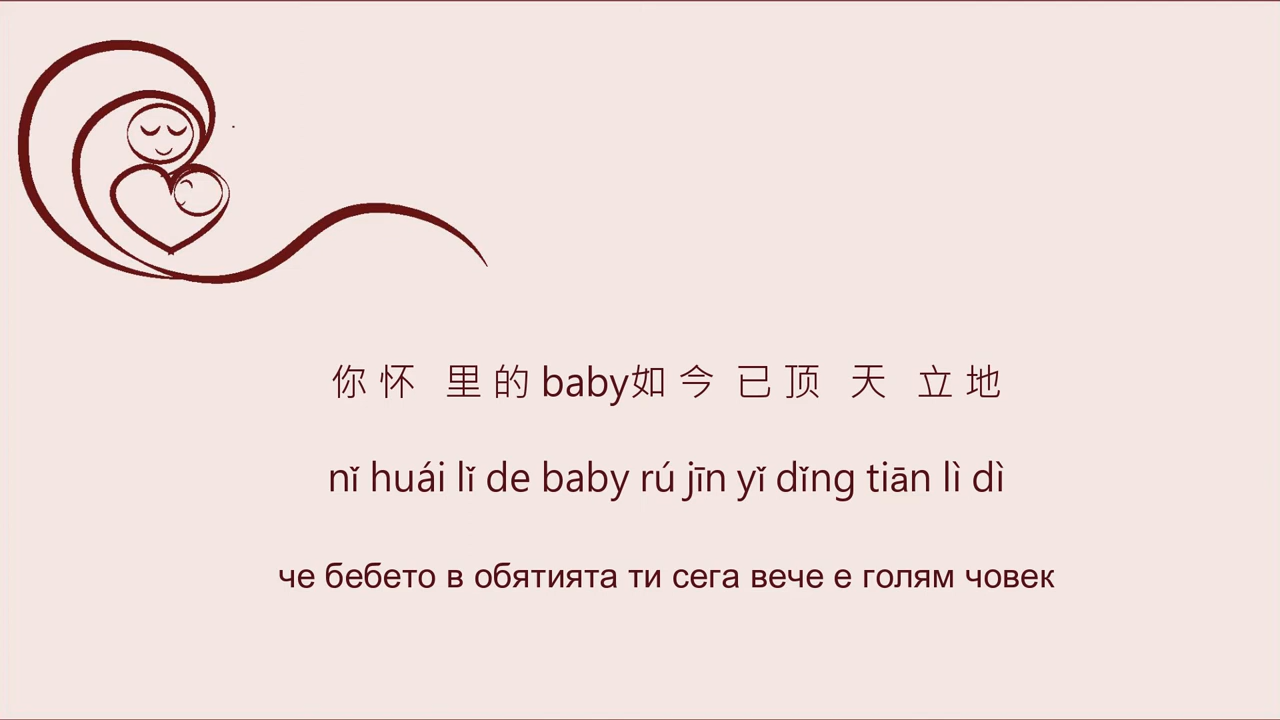 你怀里的baby如今已顶天立地
nǐ huái lǐ de baby rú jīn yǐ dǐng tiān lì dì
че бебето в обятията ти сега вече е голям човек